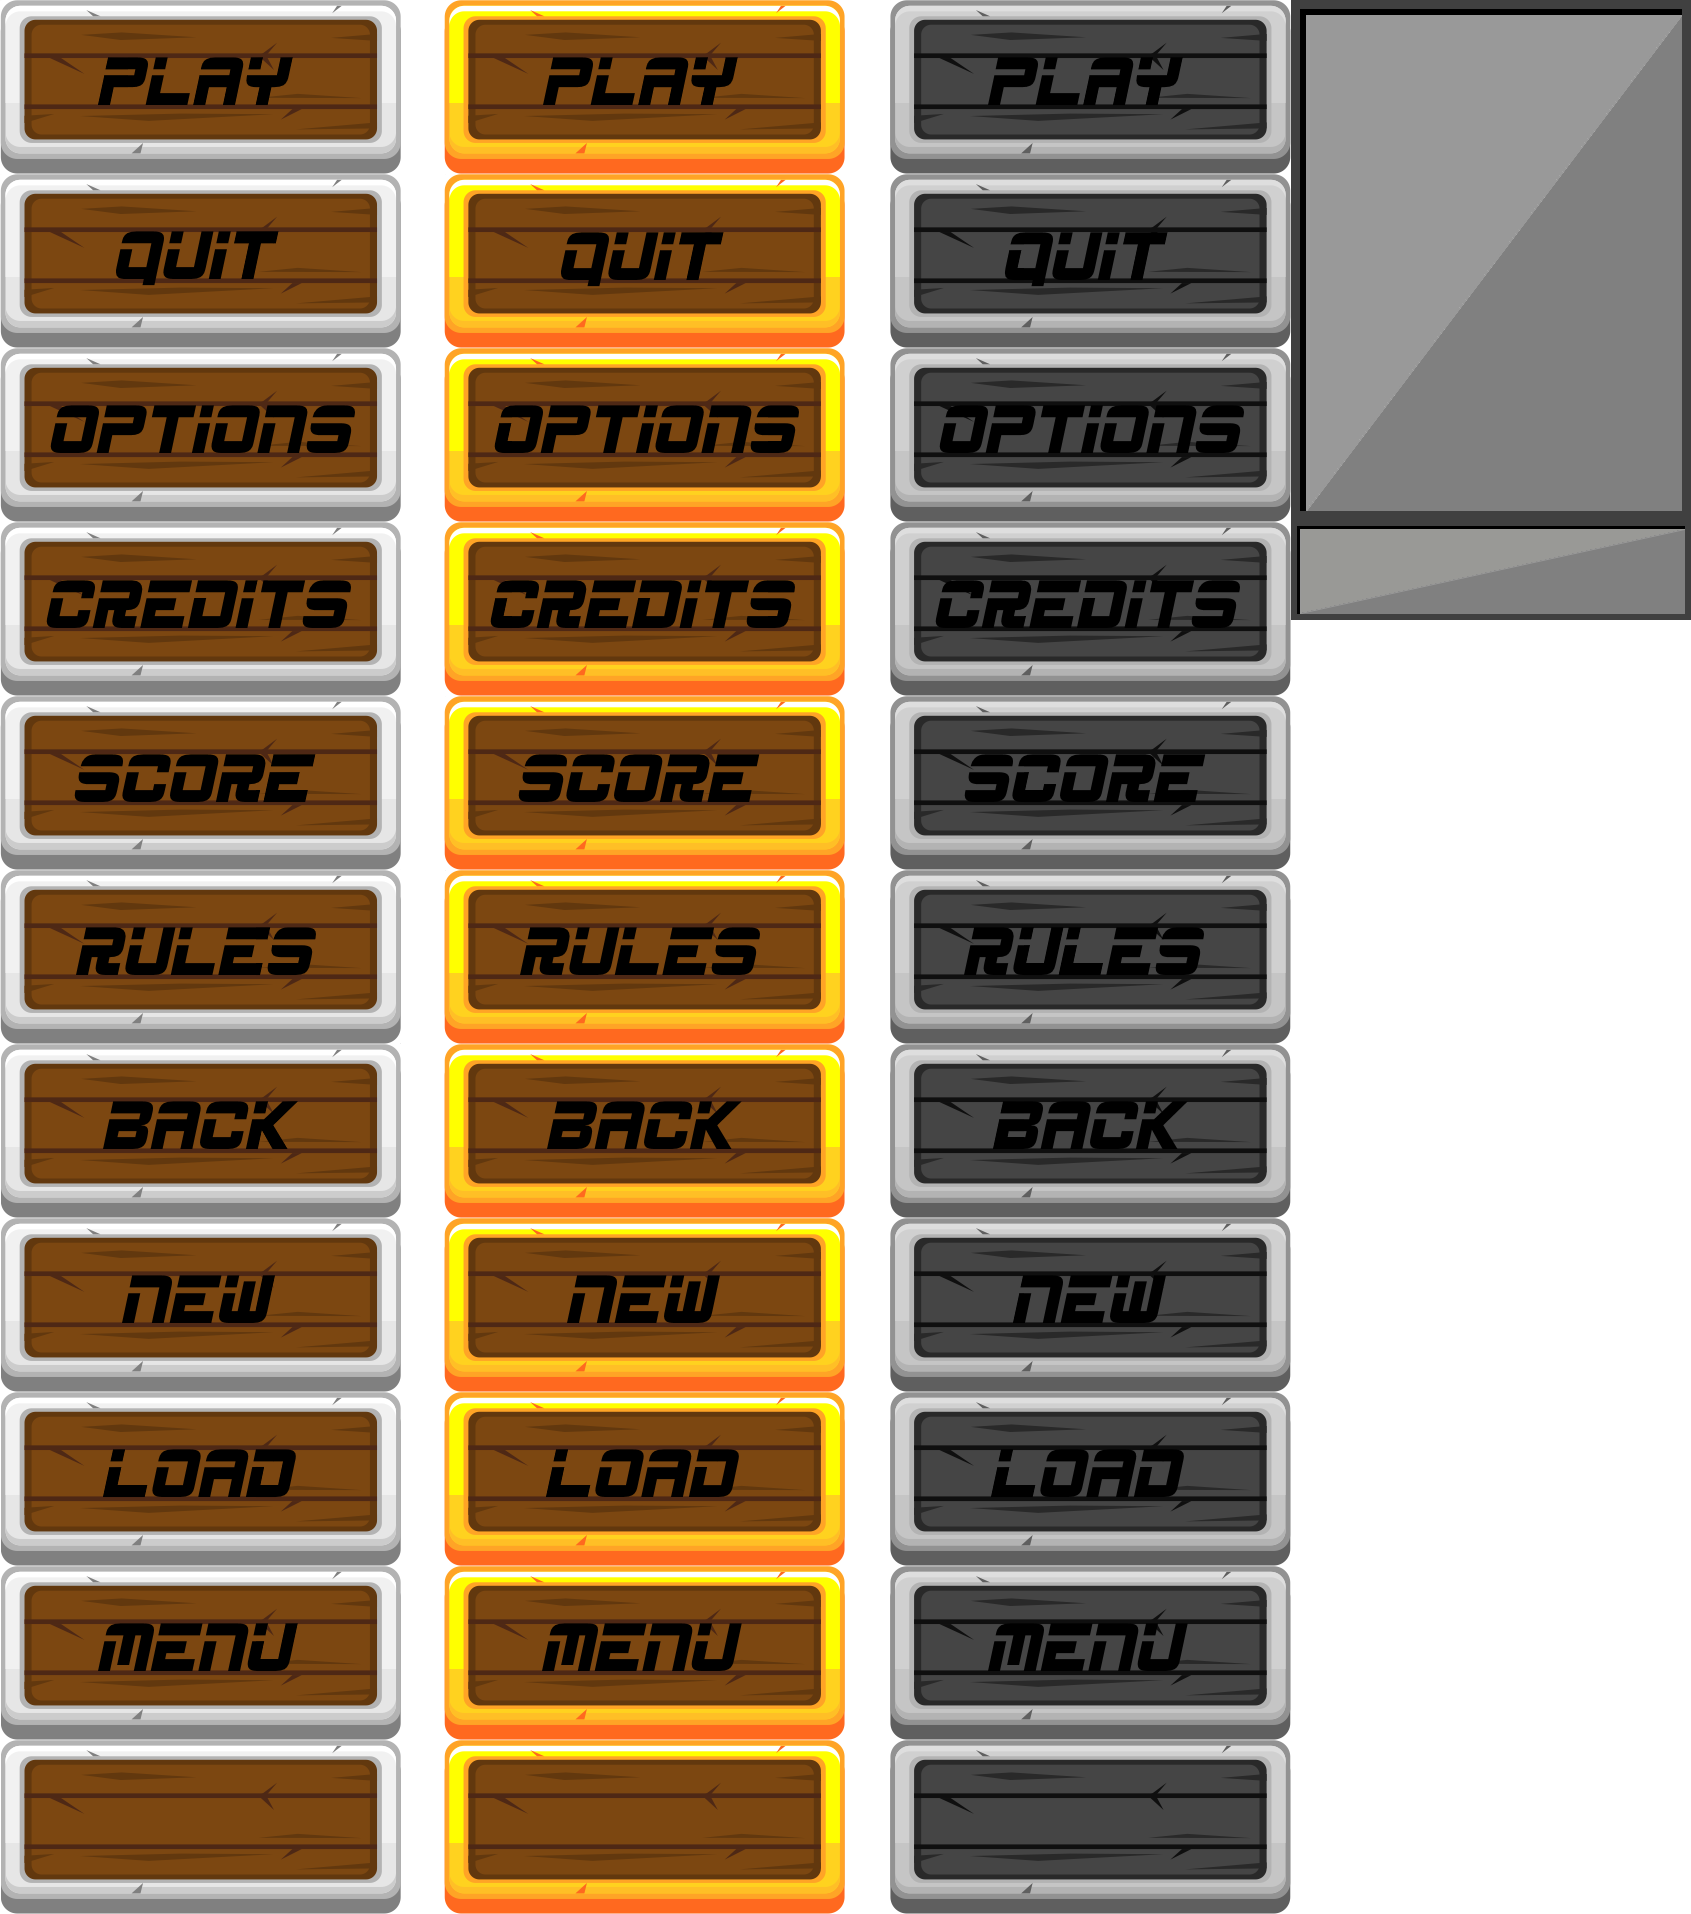 PLAY PLAY PLAY
QUIT QUIT QUIT
OPTIONS OPTIONS OPTIONS
CREDITS CREDITS CREDITS
SCORE SCORE SCORE
RULES RULES RULES
BACK BACK BACK
NEW NEW NEW
LOAD LOAD LOAD
MENU MENU MENU